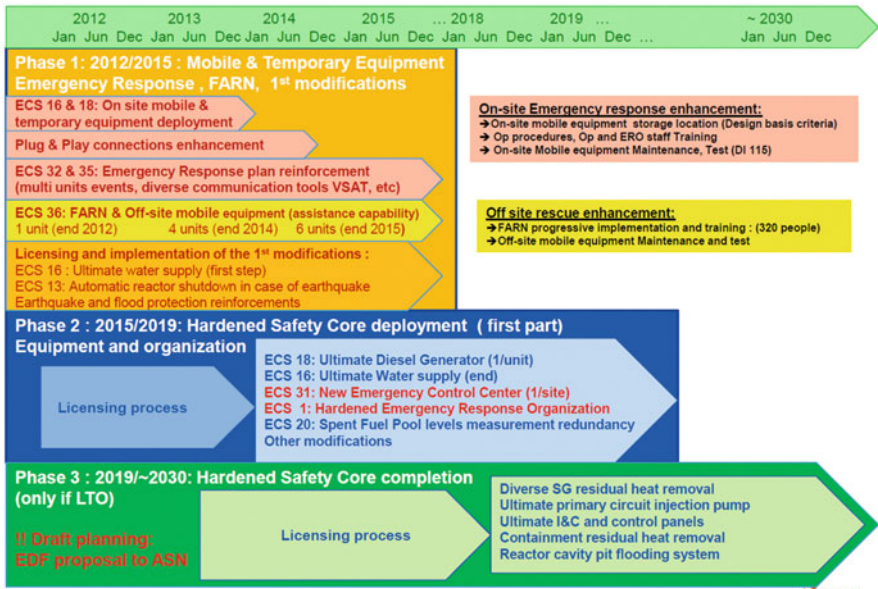 2012 2013 2014 2015 ... 2018 2019 ... ~ 2030
Jan Jun Dec Jan Jun Dec Jan Jun Dec Jan Jun Dec Jan Jun Dec Jan Jun Dec ... Jan Jun Dec
Phase 1: 2012/2015 : Mobile & Temporary Equipment
Emergency Response , FARN, 1st modifications
ECS 16 & 18: On site mobile &
temporary equipment deployment
Plug & Play connections enhancement
ECS 32 & 35: Emergency Response plan reinforcement
(multi units events, diverse communication tools VSAT, etc)
ECS 36: FARN & Off-site mobile equipment (assistance capability)
1 unit (end 2012) 4 units (end 2014) 6 units (end 2015)
Licensing and implementation of the 1st modifications :
ECS 16 : Ultimate water supply (first step)
ECS 13: Automatic reactor shutdown in case of earthquake
Earthquake and flood protection reinforcements
On-site Emergency response enhancement:
→On-site mobile equipment storage location (Design basis criteria)
→ Op procedures, Op and ERO staff Training
→ On-site Mobile equipment Maintenance, Test (DI 115)
Off site rescue enhancement:
→FARN progressive implementation and training : (320 people)
→Off-site mobile equipment Maintenance and test
Phase 2 : 2015/2019: Hardened Safety Core deployment ( first part)
Equipment and organization
Licensing process
ECS 18: Ultimate Diesel Generator (1/unit)
ECS 16: Ultimate Water supply (end)
ECS 31: New Emergency Control Center (1/site)
ECS 1: Hardened Emergency Response Organization
ECS 20: Spent Fuel Pool levels measurement redundancy
Other modifications
Phase 3 : 2019/~2030: Hardened Safety Core completion
(only if LTO)
!! Draft planning:
EDF proposal to ASN
Licensing process
Diverse SG residual heat removal
Ultimate primary circuit injection pump
Ultimate I&C and control panels
Containment residual heat removal
Reactor cavity pit flooding system